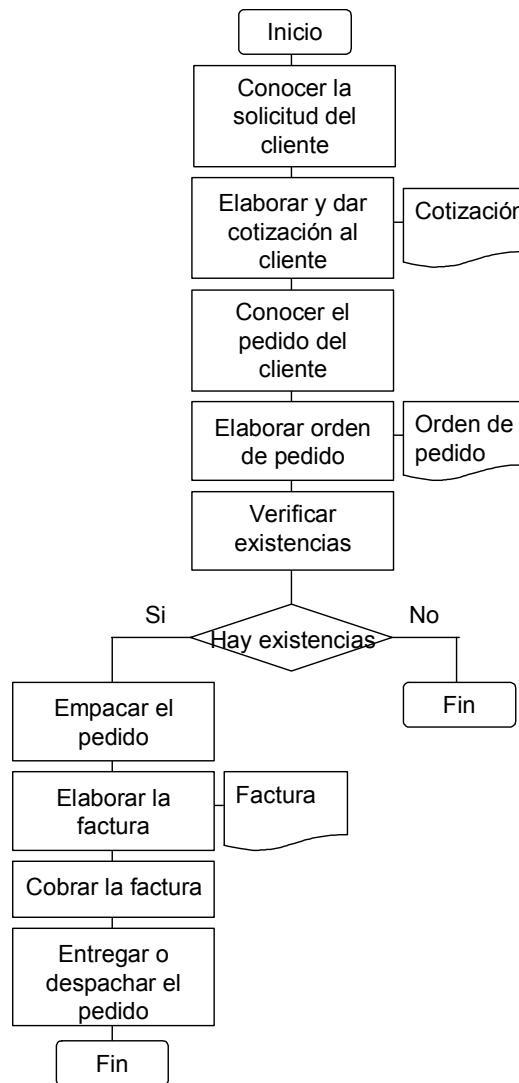 Inicio
Conocer la
solicitud del
cliente
Elaborar y dar
cotización al
cliente
Cotización
Conocer el
pedido del
cliente
Elaborar orden
de pedido
Orden de
pedido
Verificar
existencias
Si
Hay existencias
No
Fin
Empacar el
pedido
Elaborar la
factura
Factura
Cobrar la factura
Entregar o
despachar el
pedido
Fin